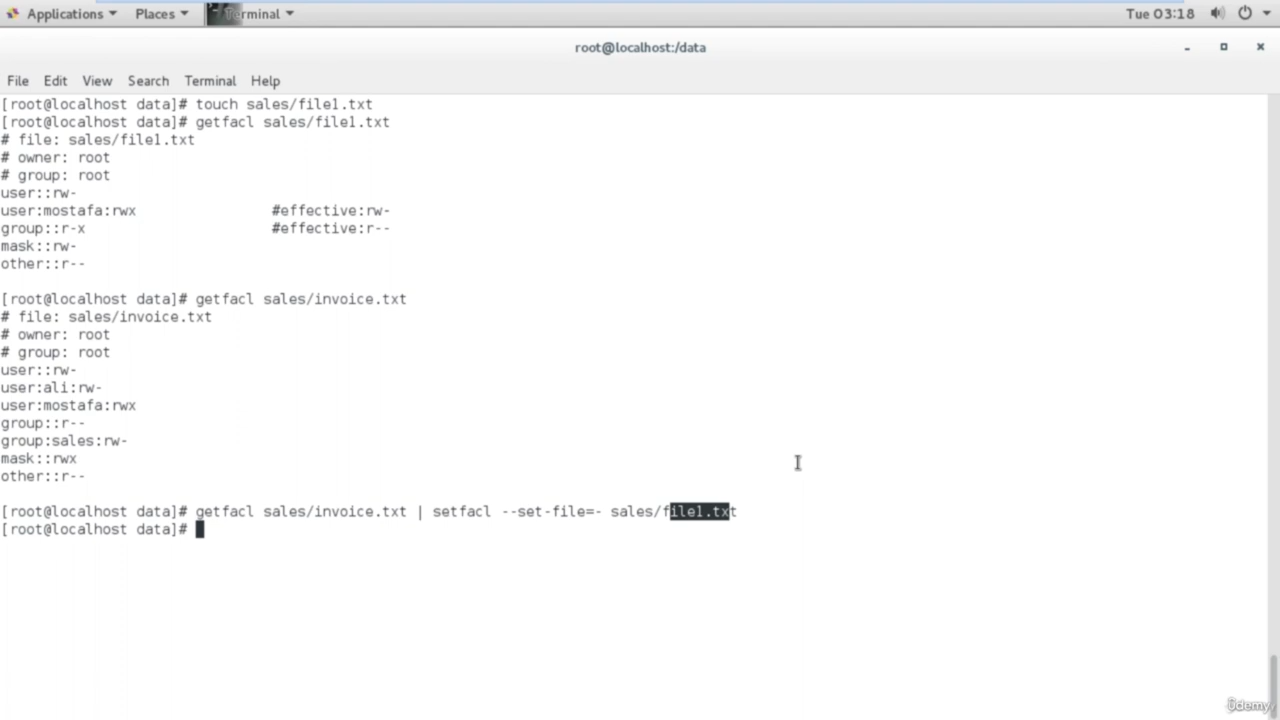 Applications Places Terminal Tue 03:18
root@localhost:/data
File Edit View Search Terminal Help
[root@localhost data]# touch sales/file1.txt
[root@localhost data]# getfacl sales/file1.txt
# file: sales/file1.txt
# owner: root
# group: root
user::rw-
user:mostafa:rwx #effective:rw-
group::r-x #effective:r--
mask::rw-
other::r--
[root@localhost data]# getfacl sales/invoice.txt
# file: sales/invoice.txt
# owner: root
# group: root
user::rw-
user:ali:rw-
user:mostafa:rwx
group::r--
group:sales:rw-
mask::rwx
other::r--
[root@localhost data]# getfacl sales/invoice.txt | setfacl --set-file=- sales/file1.txt
[root@localhost data]#
Udemy